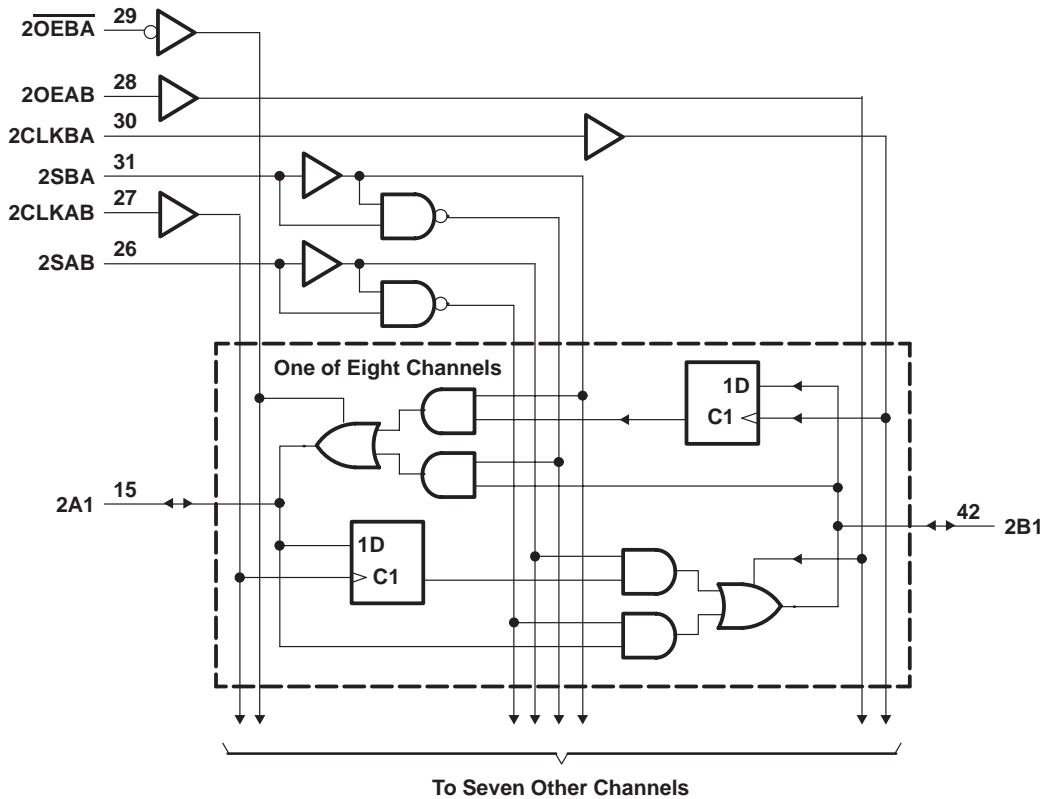 2O̅E̅B̅A̅ 29
2OEAB 28
2CLKBA 30
2SBA 31
2CLKAB 27
2SAB 26
One of Eight Channels
1D
C1
2A1 15
42 2B1
1D
C1
To Seven Other Channels